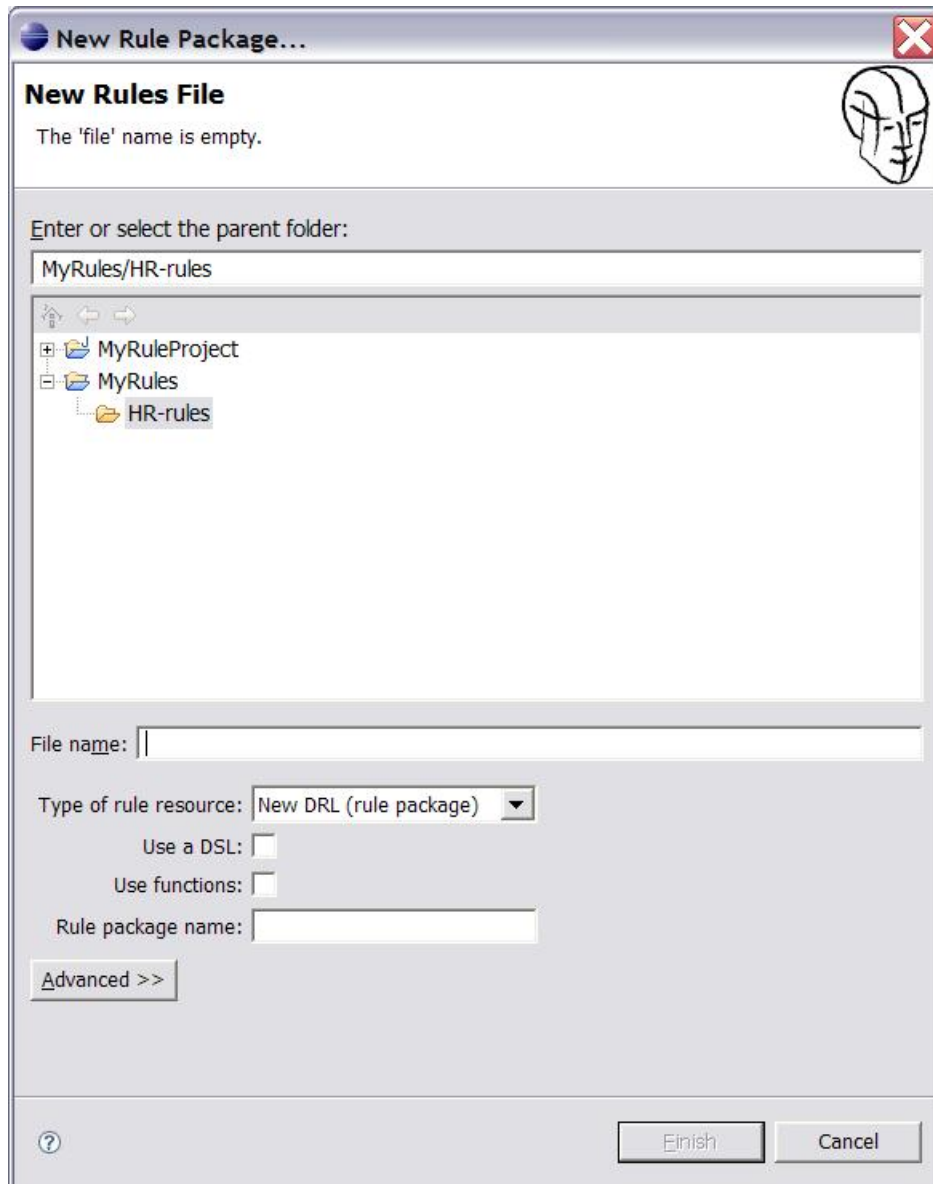 New Rule Package...
New Rules File
The 'file' name is empty.
Enter or select the parent folder:
MyRules/HR-rules
MyRuleProject
MyRules
HR-rules
File name:
Type of rule resource: New DRL (rule package)
Use a DSL:
Use functions:
Rule package name:
Advanced >>
Finish Cancel